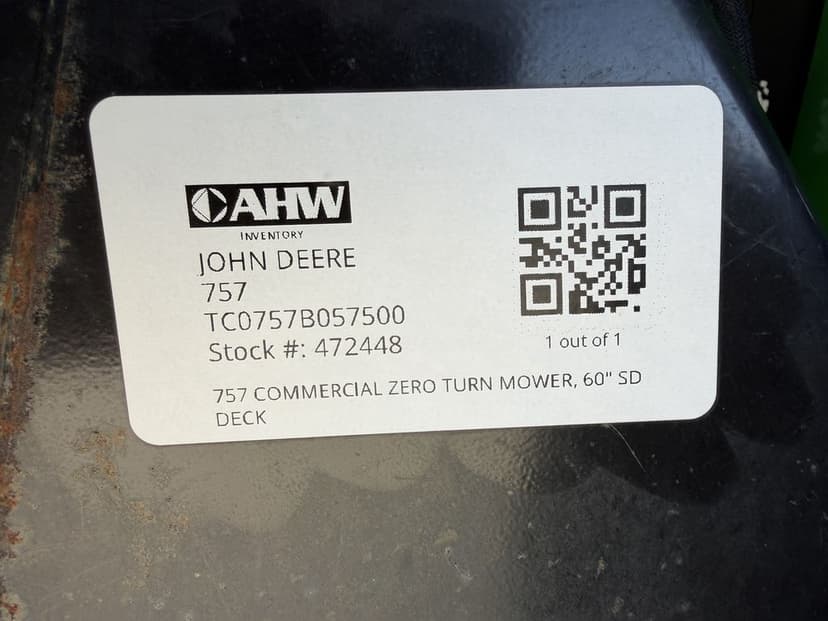 AHW
INVENTORY
JOHN DEERE
757
TC0757B057500
Stock #: 472448
1 out of 1
757 COMMERCIAL ZERO TURN MOWER, 60" SD
DECK